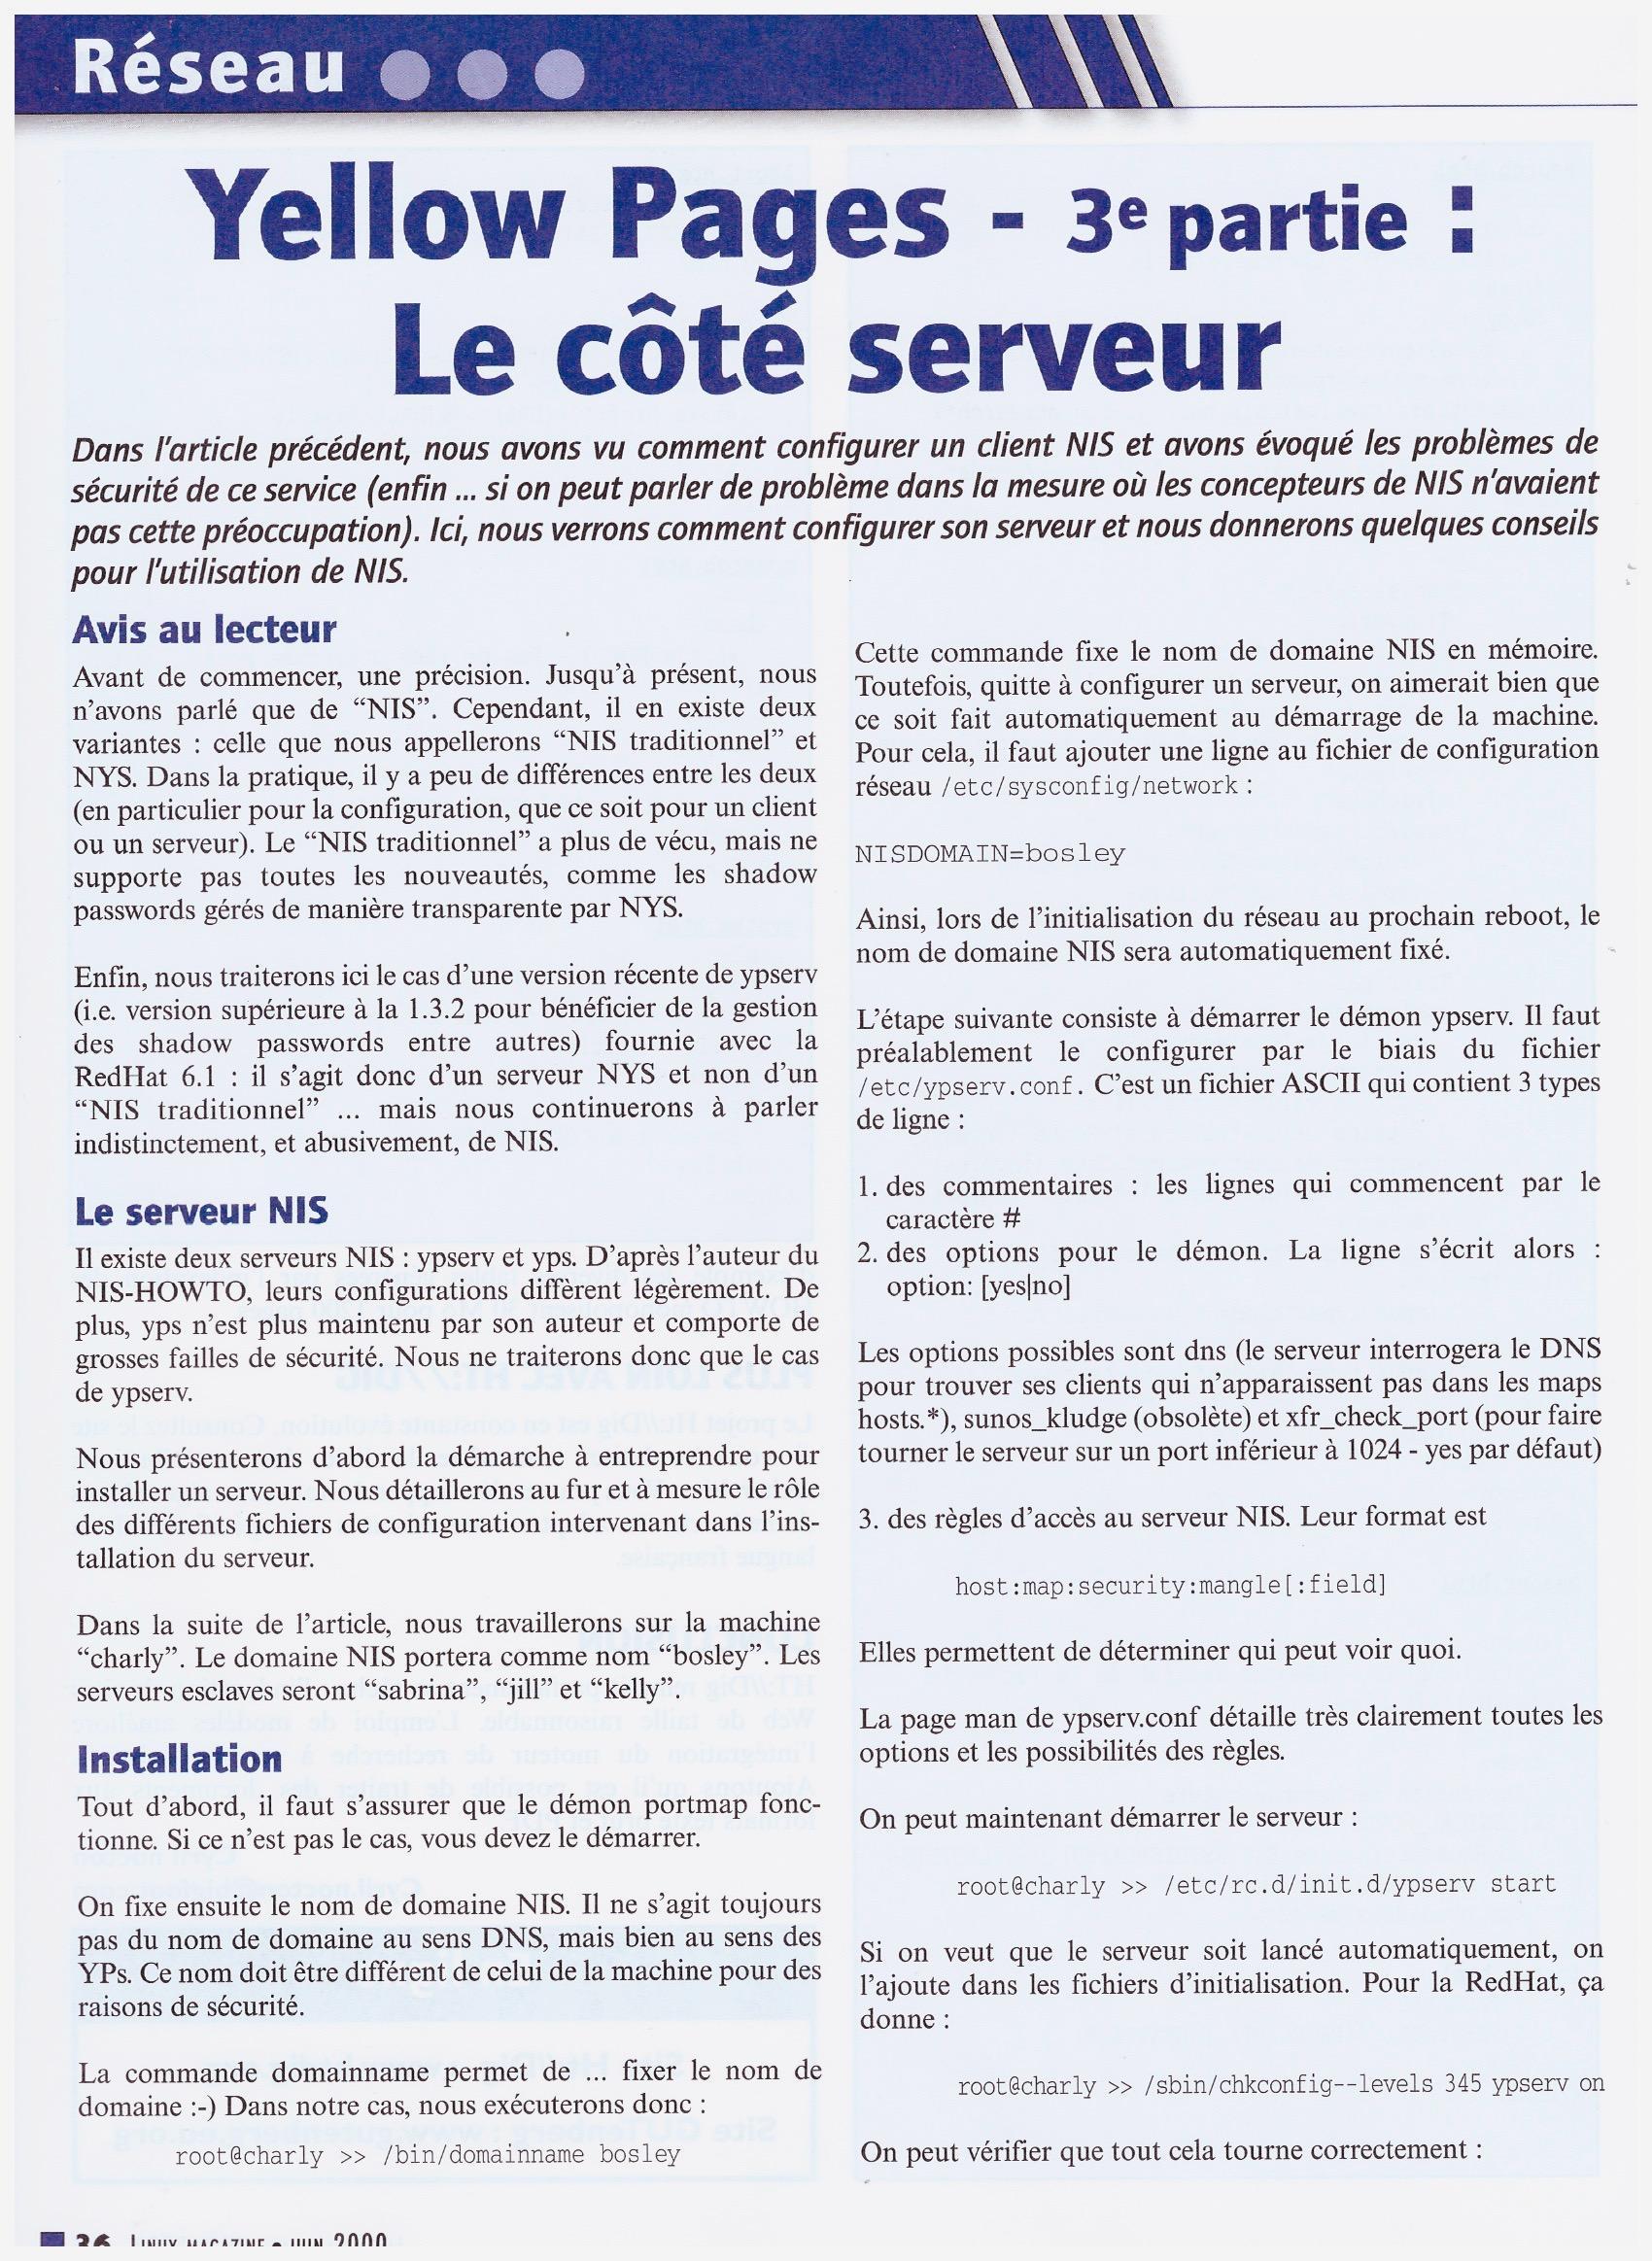 Réseau
Yellow Pages - 3e partie :
Le côté serveur
Dans l'article précédent, nous avons vu comment configurer un client NIS et avons évoqué les problèmes de
sécurité de ce service (enfin ... si on peut parler de problème dans la mesure où les concepteurs de NIS n'avaient
pas cette préoccupation). Ici, nous verrons comment configurer son serveur et nous donnerons quelques conseils
pour l'utilisation de NIS.
Avis au lecteur
Avant de commencer, une précision. Jusqu'à présent, nous
n'avons parlé que de “NIS”. Cependant, il en existe deux
variantes : celle que nous appellerons “NIS traditionnel” et
NYS. Dans la pratique, il y a peu de différences entre les deux
(en particulier pour la configuration, que ce soit pour un client
ou un serveur). Le “NIS traditionnel” a plus de vécu, mais ne
supporte pas toutes les nouveautés, comme les shadow
passwords gérés de manière transparente par NYS.
Enfin, nous traiterons ici le cas d'une version récente de ypserv
(i.e. version supérieure à la 1.3.2 pour bénéficier de la gestion
des shadow passwords entre autres) fournie avec la
RedHat 6.1 : il s'agit donc d'un serveur NYS et non d'un
“NIS traditionnel” ... mais nous continuerons à parler
indistinctement, et abusivement, de NIS.
Le serveur NIS
Il existe deux serveurs NIS : ypserv et yps. D'après l'auteur du
NIS-HOWTO, leurs configurations diffèrent légèrement. De
plus, yps n'est plus maintenu par son auteur et comporte de
grosses failles de sécurité. Nous ne traiterons donc que le cas
de ypserv.
Nous présenterons d'abord la démarche à entreprendre pour
installer un serveur. Nous détaillerons au fur et à mesure le rôle
des différents fichiers de configuration intervenant dans l'ins-
tallation du serveur.
Dans la suite de l'article, nous travaillerons sur la machine
“charly”. Le domaine NIS portera comme nom “bosley”. Les
serveurs esclaves seront “sabrina”, “jill” et “kelly”.
Installation
Tout d'abord, il faut s'assurer que le démon portmap fonc-
tionne. Si ce n'est pas le cas, vous devez le démarrer.
On fixe ensuite le nom de domaine NIS. Il ne s'agit toujours
pas du nom de domaine au sens DNS, mais bien au sens des
YPs. Ce nom doit être différent de celui de la machine pour des
raisons de sécurité.
La commande domainname permet de ... fixer le nom de
domaine :-) Dans notre cas, nous exécuterons donc :
root@charly >> /bin/domainname bosley
Cette commande fixe le nom de domaine NIS en mémoire.
Toutefois, quitte à configurer un serveur, on aimerait bien que
ce soit fait automatiquement au démarrage de la machine.
Pour cela, il faut ajouter une ligne au fichier de configuration
réseau /etc/sysconfig/network :
NISDOMAIN=bosley
Ainsi, lors de l'initialisation du réseau au prochain reboot, le
nom de domaine NIS sera automatiquement fixé.
L'étape suivante consiste à démarrer le démon ypserv. Il faut
préalablement le configurer par le biais du fichier
/etc/ypserv.conf. C'est un fichier ASCII qui contient 3 types
de ligne :
1. des commentaires : les lignes qui commencent par le
caractère #
2. des options pour le démon. La ligne s'écrit alors :
option: [yes|no]
Les options possibles sont dns (le serveur interrogera le DNS
pour trouver ses clients qui n'apparaissent pas dans les maps
hosts.*), sunos_kludge (obsolète) et xfr_check_port (pour faire
tourner le serveur sur un port inférieur à 1024 - yes par défaut)
3. des règles d'accès au serveur NIS. Leur format est
host:map:security:mangle[:field]
Elles permettent de déterminer qui peut voir quoi.
La page man de ypserv.conf détaille très clairement toutes les
options et les possibilités des règles.
On peut maintenant démarrer le serveur :
root@charly >> /etc/rc.d/init.d/ypserv start
Si on veut que le serveur soit lancé automatiquement, on
l'ajoute dans les fichiers d'initialisation. Pour la RedHat, ça
donne :
root@charly >> /sbin/chkconfig--levels 345 ypserv on
On peut vérifier que tout cela tourne correctement :
36 Linux magazine • juin 2000